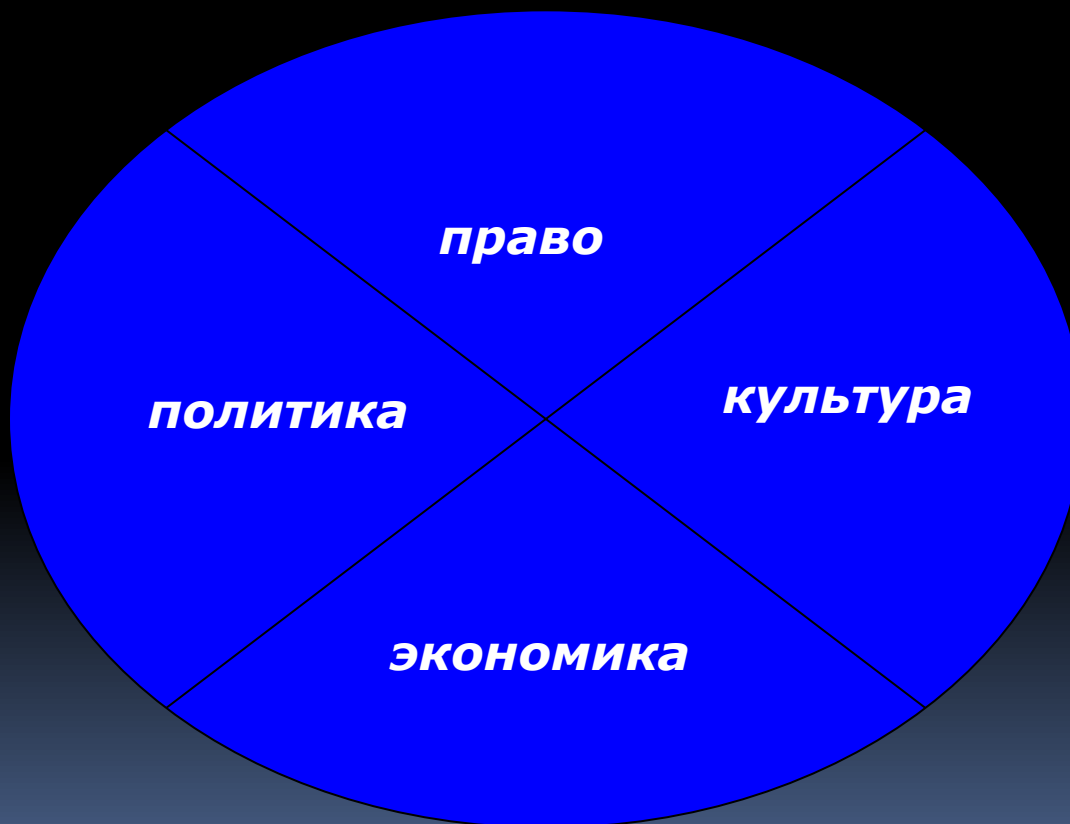 право
культура
политика
экономика